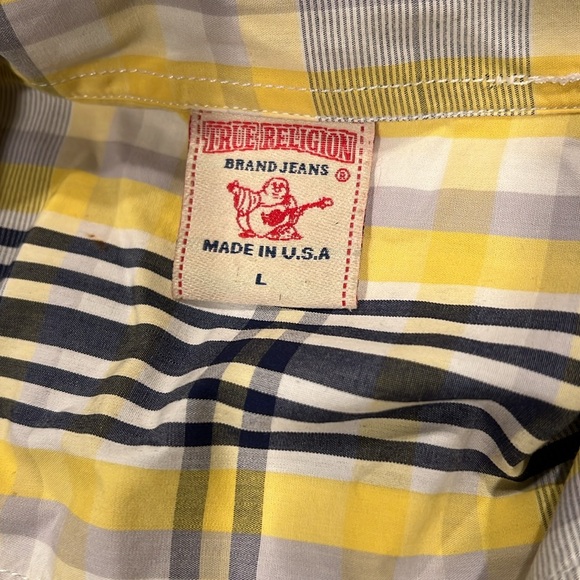 TRUE RELIGION
BRAND JEANS ®
MADE IN U.S.A
L